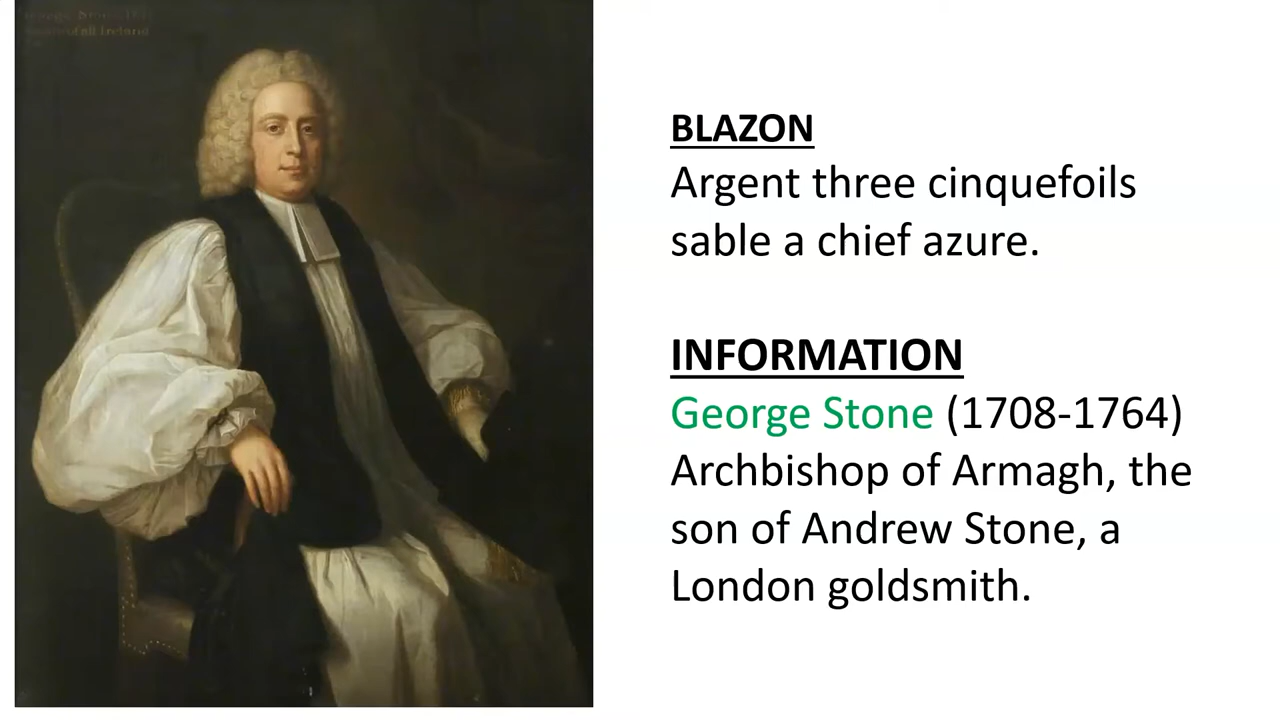 BLAZON
Argent three cinquefoils
sable a chief azure.
INFORMATION
George Stone (1708-1764)
Archbishop of Armagh, the
son of Andrew Stone, a
London goldsmith.